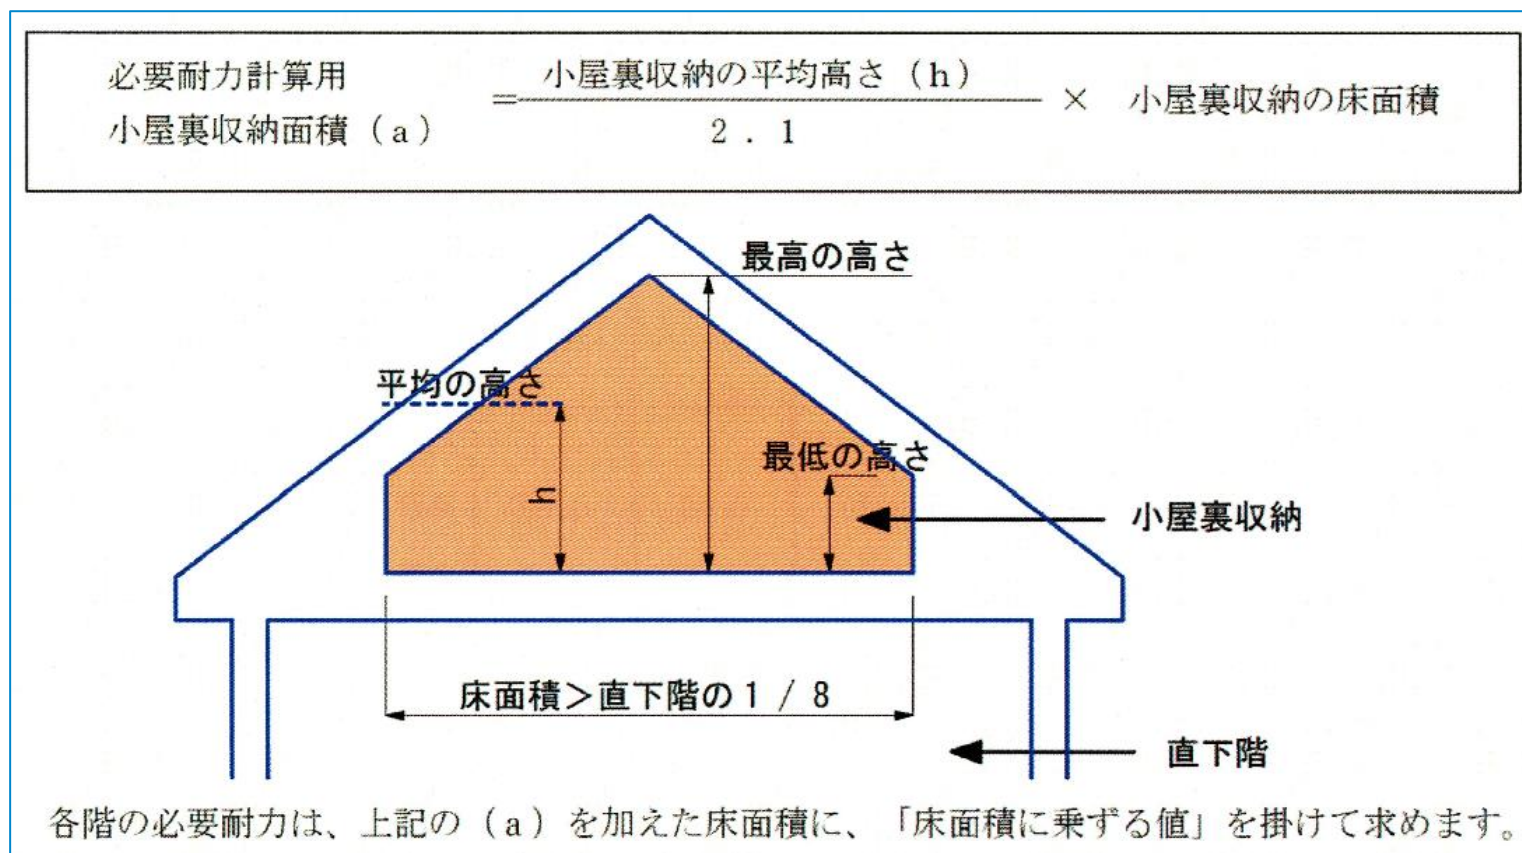 必要耐力計算用
小屋裏収納面積(a)
=
小屋裏収納の平均高さ(h)
2.1
× 小屋裏収納の床面積
最高の高さ
平均の高さ
最低の高さ
h
小屋裏収納
床面積>直下階の1/8
直下階
各階の必要耐力は、上記の(a)を加えた床面積に、「床面積に乗ずる値」を掛けて求めます。